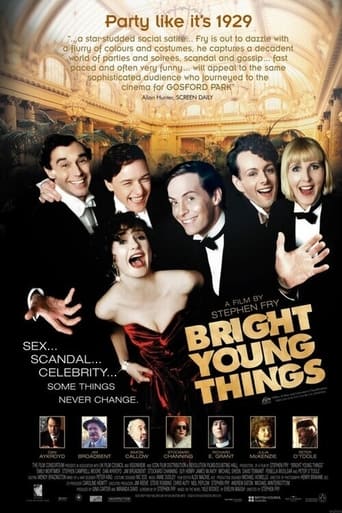 Party like it's 1929
"...a star-studded social satire... Fry is out to dazzle with
a flurry of colours and costumes, he captures a decadent
world of parties and soirées, scandal and gossip... fast
paced and often very funny... will appeal to the same
sophisticated audience who journeyed to the
cinema for GOSFORD PARK"
Allan Hunter, SCREEN DAILY
A FILM BY
STEPHEN FRY
BRIGHT
YOUNG
THINGS
SEX...
SCANDAL...
CELEBRITY...
SOME THINGS
NEVER CHANGE.
DAN
AYKROYD
JIM
BROADBENT
SIMON
CALLOW
STOCKARD
CHANNING
RICHARD
E. GRANT
JULIA
McKENZIE
PETER
O'TOOLE